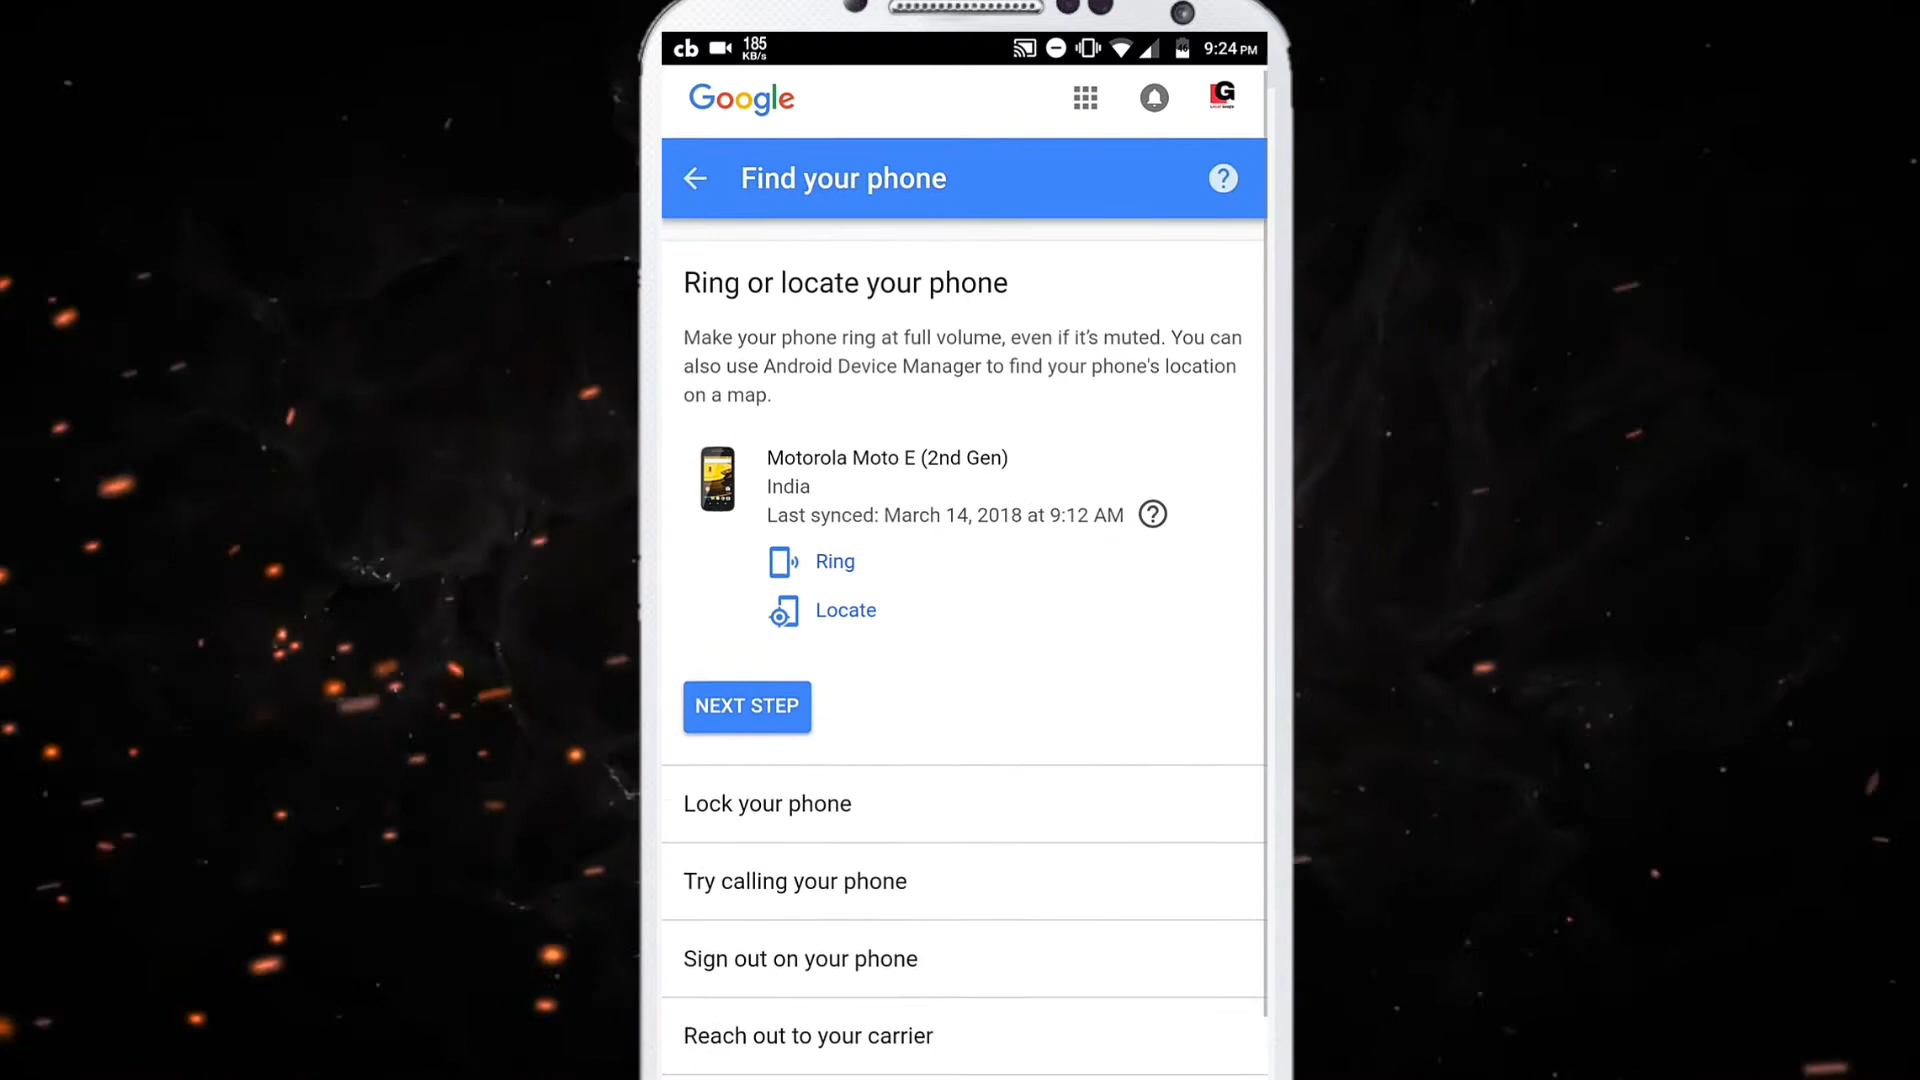 cb 185 KB/s 46 9:24 PM
Google G
Find your phone
Ring or locate your phone
Make your phone ring at full volume, even if it's muted. You can
also use Android Device Manager to find your phone's location
on a map.
Motorola Moto E (2nd Gen)
India
Last synced: March 14, 2018 at 9:12 AM
Ring
Locate
NEXT STEP
Lock your phone
Try calling your phone
Sign out on your phone
Reach out to your carrier